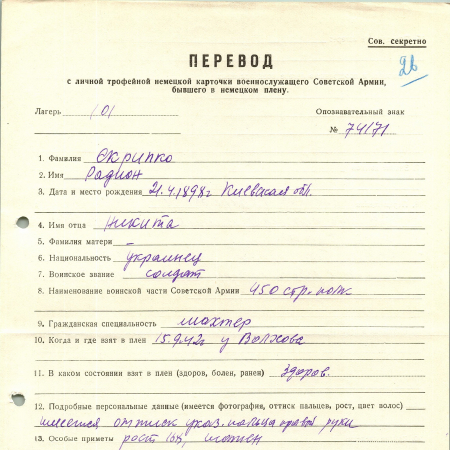 Сов. секретно
26
ПЕРЕВОД
с личной трофейной немецкой карточки военнослужащего Советской Армии,
бывшего в немецком плену.
Лагерь 101
Опознавательный знак
№ 74171
1. Фамилия Скрипко
2. Имя Радион
3. Дата и место рождения 21.4.1898г Киевская обл.
4. Имя отца Никита
5. Фамилия матери –
6. Национальность украинец
7. Воинское звание солдат
8. Наименование воинской части Советской Армии 450 стр. полк
9. Гражданская специальность шахтер
10. Когда и где взят в плен 15.9.42г у Волхова
11. В каком состоянии взят в плен (здоров, болен, ранен) здоров.
12. Подробные персональные данные (имеется фотография, оттиск пальцев, рост, цвет волос)
имеется оттиск указ. пальца правой руки
13. Особые приметы рост